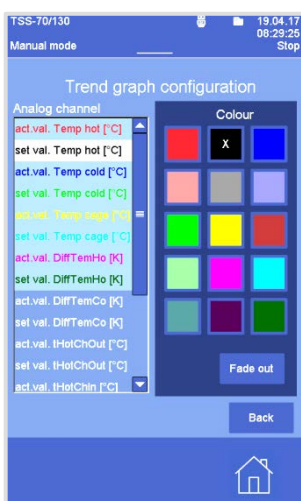 TSS-70/130
19.04.17
08:29:25
Manual mode
Stop
Trend graph configuration
Analog channel
Colour
act.val. Temp hot [°C]
set val. Temp hot [°C]
X
act.val. Temp cold [°C]
set val. Temp cold [°C]
act.val. Temp cage [°C]
set val. Temp cage [°C]
act.val. DiffTemHo [K]
set val. DiffTemHo [K]
act.val. DiffTemCo [K]
set val. DiffTemCo [K]
act.val. tHotChOut [°C]
set val. tHotChOut [°C]
act.val. tHotChIn [°C]
Fade out
Back